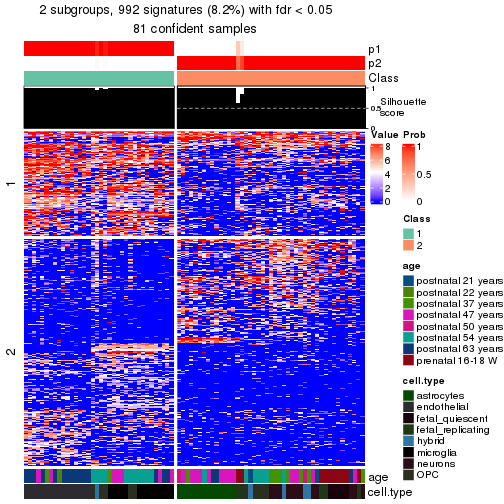 2 subgroups, 992 signatures (8.2%) with fdr < 0.05
81 confident samples
p1
p2
Class
1
0.5
0
Silhouette
score
1
2
age
cell.type
Value
8
6
4
2
0
Prob
1
0.5
0
Class
1
2
age
postnatal 21 years
postnatal 22 years
postnatal 37 years
postnatal 47 years
postnatal 50 years
postnatal 54 years
postnatal 63 years
prenatal 16-18 W
cell.type
astrocytes
endothelial
fetal_quiescent
fetal_replicating
hybrid
microglia
neurons
OPC